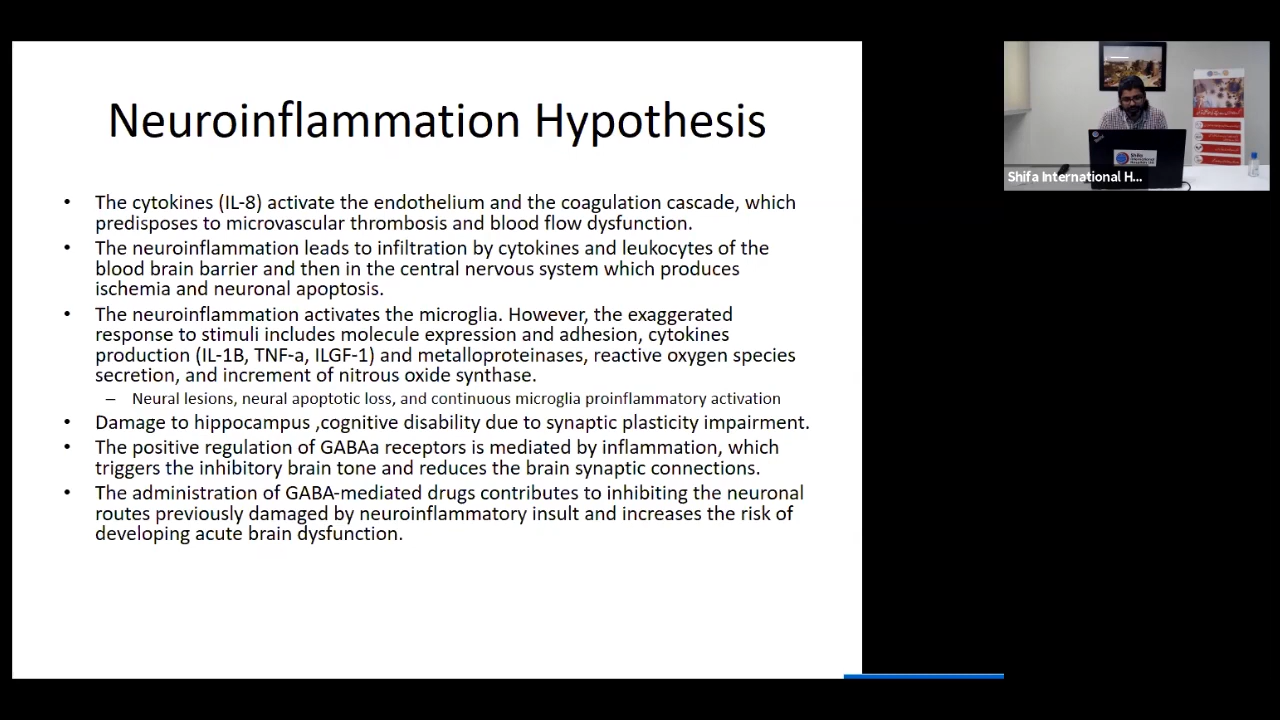 Neuroinflammation Hypothesis
• The cytokines (IL-8) activate the endothelium and the coagulation cascade, which
predisposes to microvascular thrombosis and blood flow dysfunction.
• The neuroinflammation leads to infiltration by cytokines and leukocytes of the
blood brain barrier and then in the central nervous system which produces
ischemia and neuronal apoptosis.
• The neuroinflammation activates the microglia. However, the exaggerated
response to stimuli includes molecule expression and adhesion, cytokines
production (IL-1B, TNF-a, ILGF-1) and metalloproteinases, reactive oxygen species
secretion, and increment of nitrous oxide synthase.
– Neural lesions, neural apoptotic loss, and continuous microglia proinflammatory activation
• Damage to hippocampus ,cognitive disability due to synaptic plasticity impairment.
• The positive regulation of GABAa receptors is mediated by inflammation, which
triggers the inhibitory brain tone and reduces the brain synaptic connections.
• The administration of GABA-mediated drugs contributes to inhibiting the neuronal
routes previously damaged by neuroinflammatory insult and increases the risk of
developing acute brain dysfunction.
Shifa International H...
Shifa
International